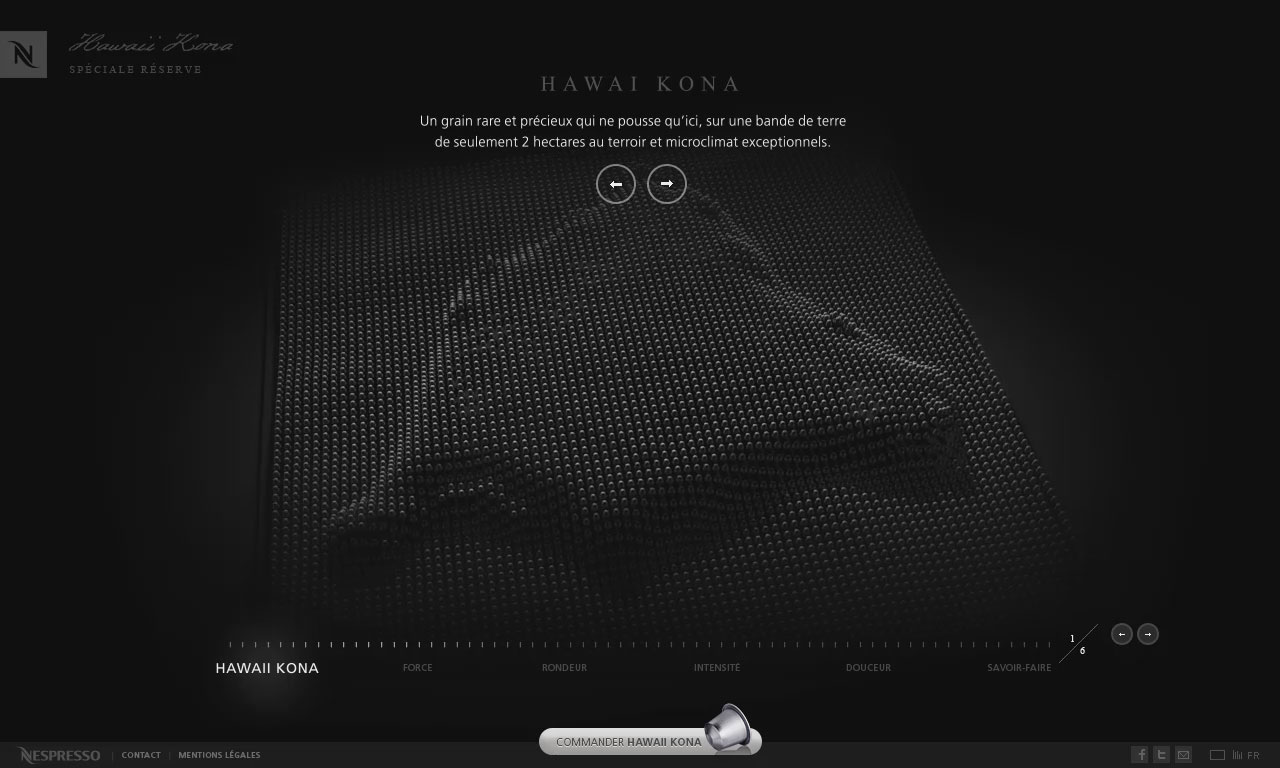 N
Hawaii Kona
SPÉCIALE RÉSERVE
HAWAI KONA
Un grain rare et précieux qui ne pousse qu'ici, sur une bande de terre
de seulement 2 hectares au terroir et microclimat exceptionnels.
HAWAII KONA
FORCE
RONDEUR
INTENSITÉ
DOUCEUR
SAVOIR-FAIRE
1
6
COMMANDER HAWAII KONA
NESPRESSO | CONTACT | MENTIONS LÉGALES
f t FR